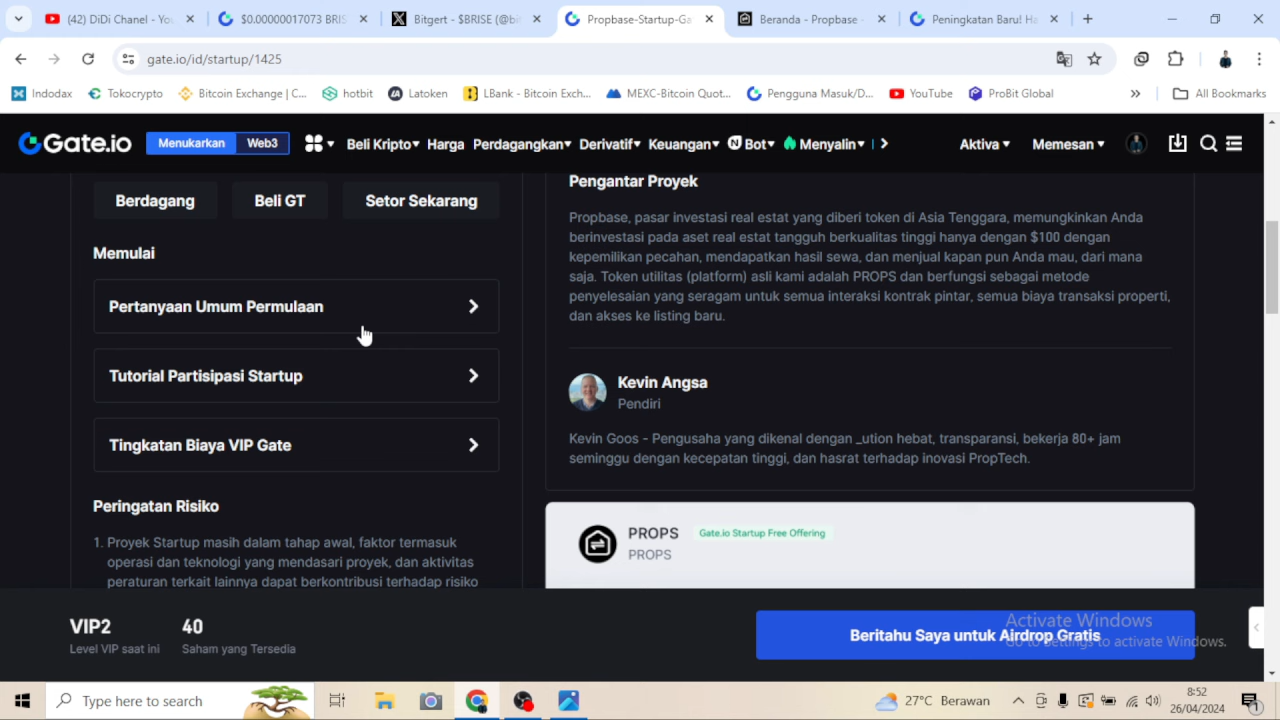 (42) DiDi Chanel - You
$0.00000017073 BRIS
Bitgert - $BRISE (@bit
Propbase-Startup-Ga
Beranda - Propbase -
Peningkatan Baru! Ha
gate.io/id/startup/1425
Indodax
Tokocrypto
Bitcoin Exchange | C...
hotbit
Latoken
LBank - Bitcoin Exch...
MEXC-Bitcoin Quot...
Pengguna Masuk/D...
YouTube
ProBit Global
»
All Bookmarks
Gate.io
Menukarkan
Web3
Beli Kripto
Harga
Perdagangkan
Derivatif
Keuangan
Bot
Menyalin
Aktiva
Memesan
Berdagang
Beli GT
Setor Sekarang
Memulai
Pertanyaan Umum Permulaan
Tutorial Partisipasi Startup
Tingkatan Biaya VIP Gate
Peringatan Risiko
1. Proyek Startup masih dalam tahap awal, faktor termasuk
operasi dan teknologi yang mendasari proyek, dan aktivitas
peraturan terkait lainnya dapat berkontribusi terhadap risiko
Pengantar Proyek
Propbase, pasar investasi real estat yang diberi token di Asia Tenggara, memungkinkan Anda
berinvestasi pada aset real estat tangguh berkualitas tinggi hanya dengan $100 dengan
kepemilikan pecahan, mendapatkan hasil sewa, dan menjual kapan pun Anda mau, dari mana
saja. Token utilitas (platform) asli kami adalah PROPS dan berfungsi sebagai metode
penyelesaian yang seragam untuk semua interaksi kontrak pintar, semua biaya transaksi properti,
dan akses ke listing baru.
Kevin Angsa
Pendiri
Kevin Goos - Pengusaha yang dikenal dengan _ution hebat, transparansi, bekerja 80+ jam
seminggu dengan kecepatan tinggi, dan hasrat terhadap inovasi PropTech.
PROPS
Gate.io Startup Free Offering
PROPS
VIP2
Level VIP saat ini
40
Saham yang Tersedia
Beritahu Saya untuk Airdrop Gratis
Activate Windows
Go to Settings to activate Windows.
Type here to search
27°C Berawan
8:52
26/04/2024